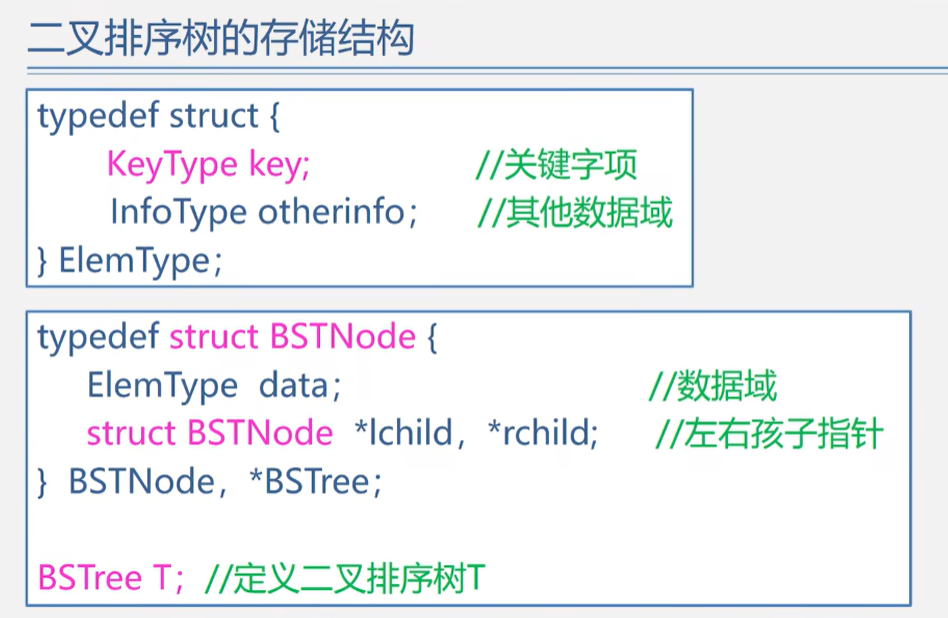 二叉排序树的存储结构
typedef struct {
KeyType key; //关键字项
InfoType otherinfo； //其他数据域
} ElemType；
typedef struct BSTNode {
ElemType data； //数据域
struct BSTNode *lchild，*rchild; //左右孩子指针
} BSTNode，*BSTree；
BSTree T；//定义二叉排序树T